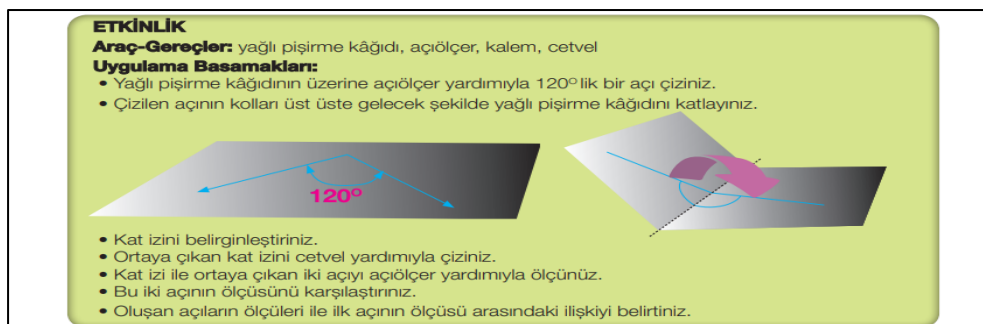 ETKİNLİK
Araç-Gereçler: yağlı pişirme kâğıdı, açıölçer, kalem, cetvel
Uygulama Basamakları:
• Yağlı pişirme kâğıdının üzerine açıölçer yardımıyla 120° lik bir açı çiziniz.
• Çizilen açının kolları üst üste gelecek şekilde yağlı pişirme kâğıdını katlayınız.
120°
• Kat izini belirginleştiriniz.
• Ortaya çıkan kat izini cetvel yardımıyla çiziniz.
• Kat izi ile ortaya çıkan iki açıyı açıölçer yardımıyla ölçünüz.
• Bu iki açının ölçüsünü karşılaştırınız.
• Oluşan açıların ölçüleri ile ilk açının ölçüsü arasındaki ilişkiyi belirtiniz.